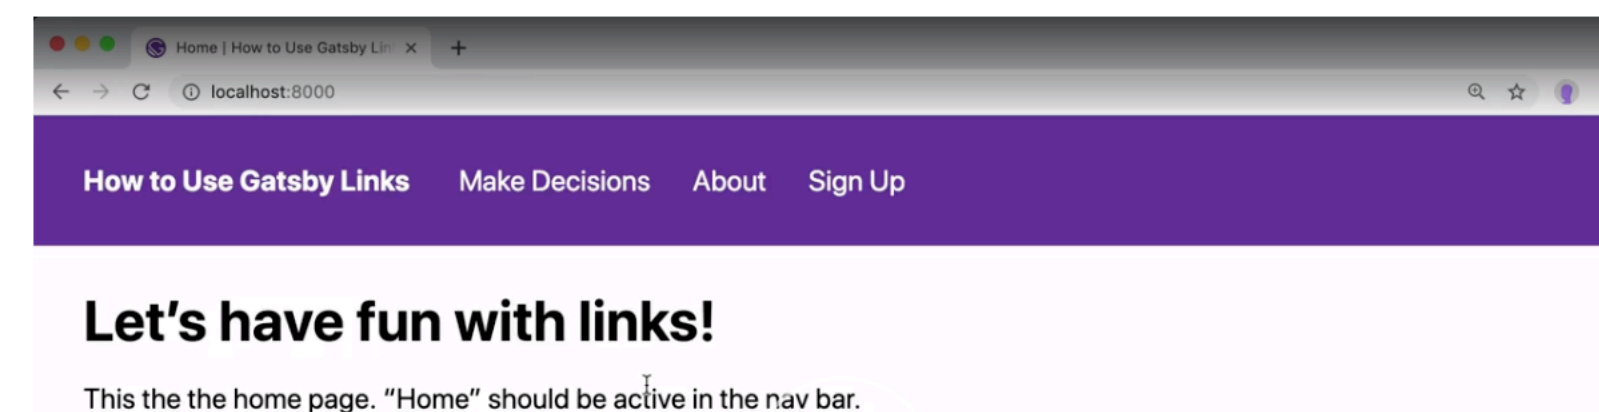 Home | How to Use Gatsby Lin
localhost:8000
How to Use Gatsby Links Make Decisions About Sign Up
Let’s have fun with links!
This the the home page. “Home” should be active in the nav bar.